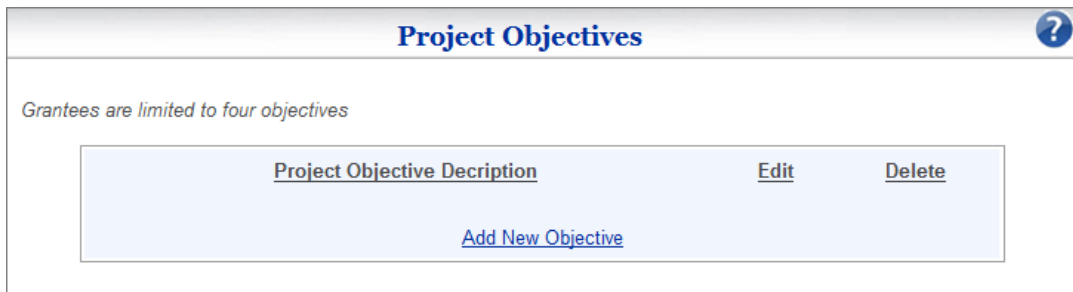 Project Objectives ?
Grantees are limited to four objectives
Project Objective Decription Edit Delete
Add New Objective